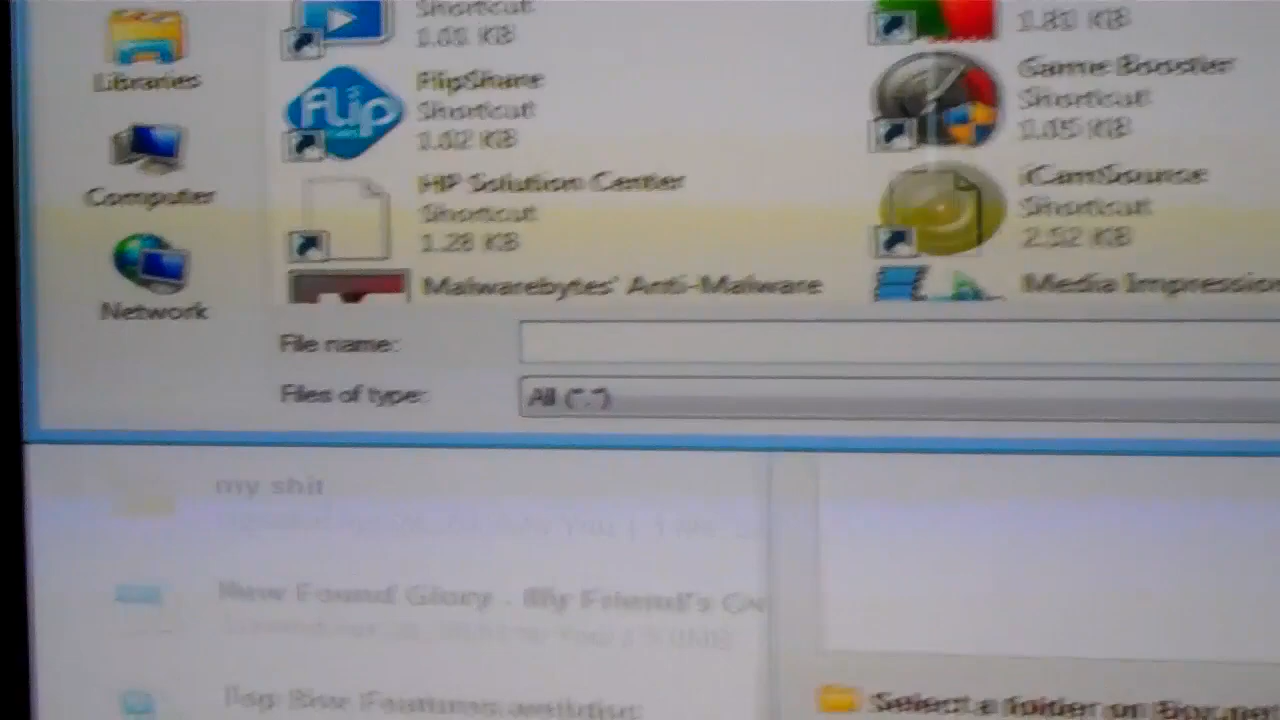 Shortcut
1.01 KB
1.81 KB
Libraries
FlipShare
Shortcut
1.02 KB
flip
Game Booster
Shortcut
1.05 KB
Computer
HP Solution Center
Shortcut
1.28 KB
iCamSource
Shortcut
2.52 KB
Network
Malwarebytes' Anti-Malware
Media Impression
File name:
Files of type:
All (*.*)
my shit
New Found Glory - My Friend's
Select a folder on Box.net